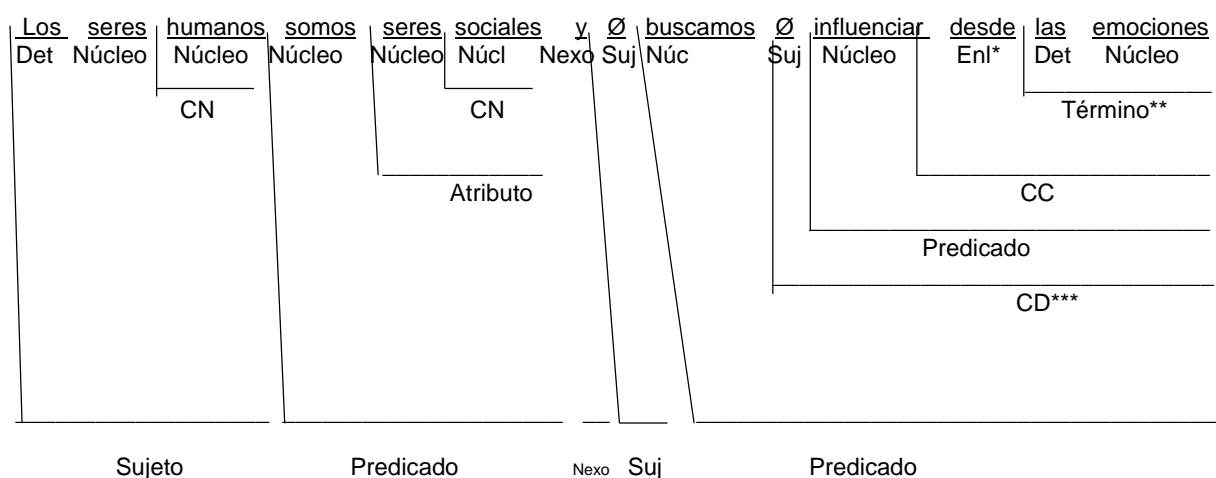 Los seres humanos somos seres sociales y Ø buscamos Ø influenciar desde las emociones
Det Núcleo Núcleo Núcleo Núcleo Núcl Nexo Suj Núc Suj Núcleo Enl* Det Núcleo
CN CN Término**
Atributo CC
Predicado
CD***
Sujeto Predicado Nexo Suj Predicado